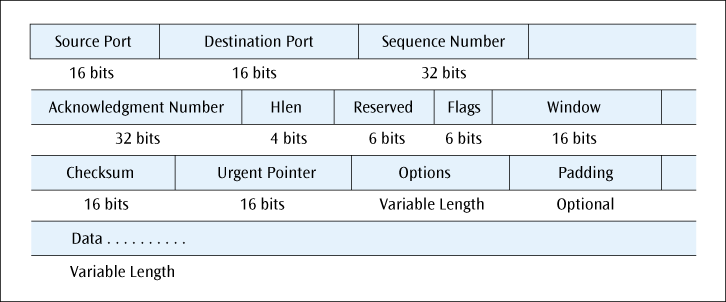 Source Port Destination Port Sequence Number
16 bits 16 bits 32 bits
Acknowledgment Number Hlen Reserved Flags Window
32 bits 4 bits 6 bits 6 bits 16 bits
Checksum Urgent Pointer Options Padding
16 bits 16 bits Variable Length Optional
Data . . . . . . . . . .
Variable Length